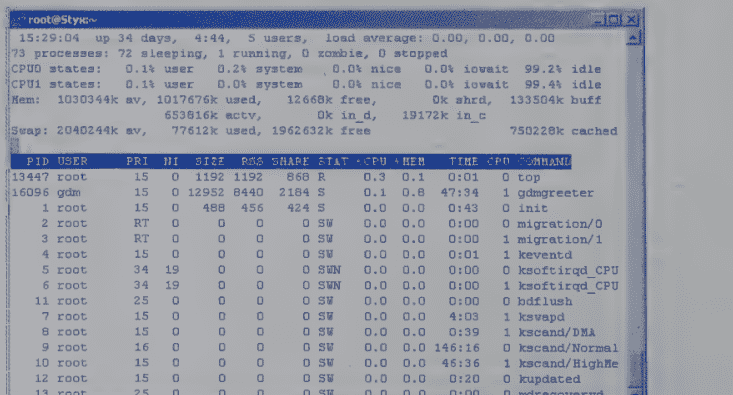 root@Styx:~
15:29:04  up 34 days,  4:44,  5 users,  load average: 0.00, 0.00, 0.00
73 processes: 72 sleeping, 1 running, 0 zombie, 0 stopped
CPU0 states:   0.1% user   0.2% system   0.0% nice   0.0% iowait  99.2% idle
CPU1 states:   0.1% user   0.0% system   0.0% nice   0.0% iowait  99.4% idle
Mem:  1030344k av, 1017676k used,   12668k free,       0k shrd,  133504k buff
653816k actv,       0k in_d,   19172k in_c
Swap: 2040244k av,   77612k used, 1962632k free                 750228k cached
PID USER     PRI  NI  SIZE  RSS SHARE STAT %CPU %MEM   TIME CPU COMMAND
13447 root      15   0  1192 1192   868 R     0.3  0.1   0:01   0 top
16096 gdm       15   0 12952 8440  2184 S     0.1  0.8  47:34   1 gdmgreeter
1 root      15   0   488  456   424 S     0.0  0.0   0:43   0 init
2 root      RT   0     0    0     0 SW    0.0  0.0   0:00   0 migration/0
3 root      RT   0     0    0     0 SW    0.0  0.0   0:00   1 migration/1
4 root      15   0     0    0     0 SW    0.0  0.0   0:01   1 keventd
5 root      34  19     0    0     0 SWN   0.0  0.0   0:00   0 ksoftirqd_CPU
6 root      34  19     0    0     0 SWN   0.0  0.0   0:00   1 ksoftirqd_CPU
11 root      25   0     0    0     0 SW    0.0  0.0   0:00   0 bdflush
7 root      15   0     0    0     0 SW    0.0  0.0   4:03   1 kswapd
8 root      15   0     0    0     0 SW    0.0  0.0   0:39   1 kscand/DMA
9 root      16   0     0    0     0 SW    0.0  0.0 146:16   0 kscand/Normal
10 root      15   0     0    0     0 SW    0.0  0.0  46:36   1 kscand/HighMe
12 root      15   0     0    0     0 SW    0.0  0.0   0:20   0 kupdated
13 root      25   0     0    0     0 SW    0.0  0.0   0:00   0 mdrecoveryd